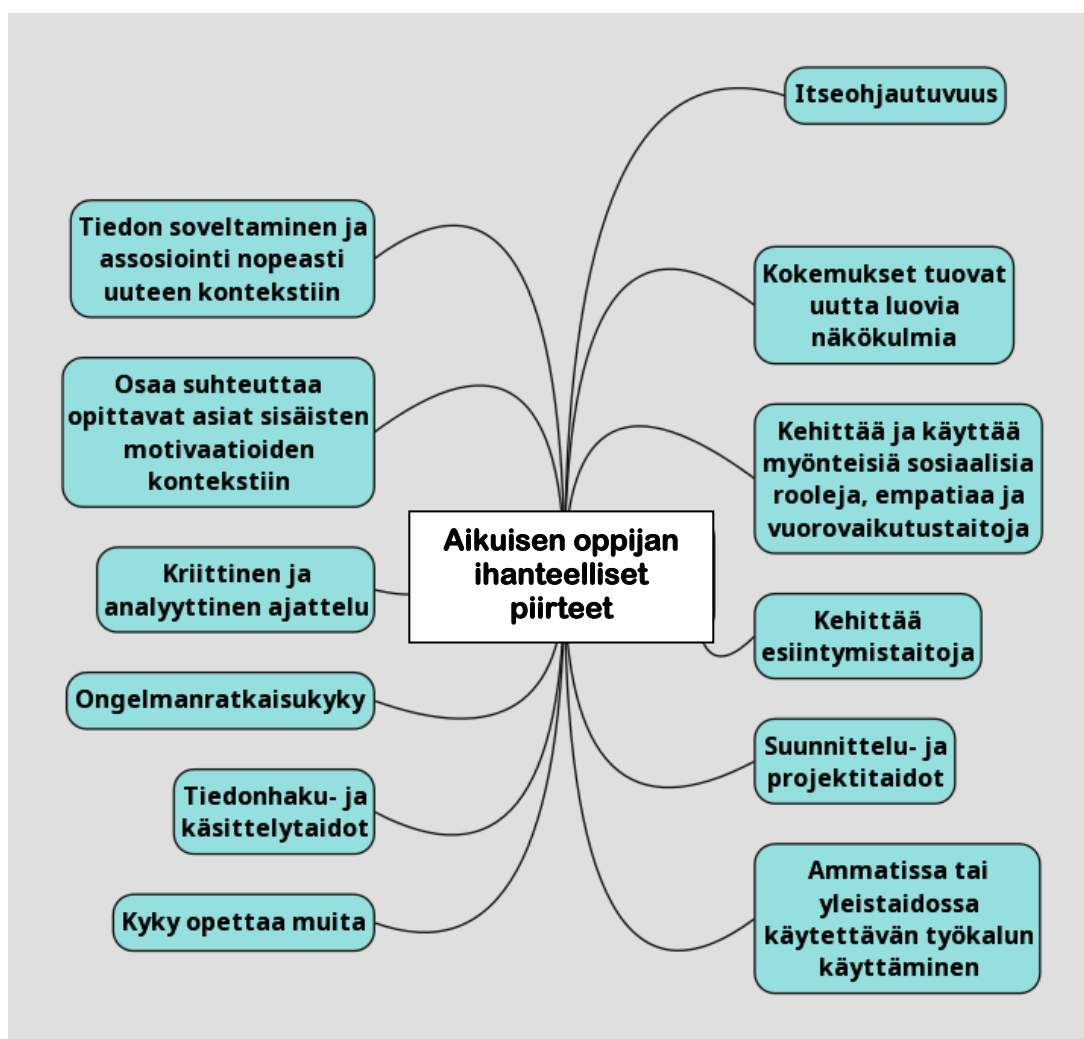 Aikuisen oppijan
ihanteelliset
piirteet
Itseohjautuvuus
Kokemukset tuovat
uutta luovia
näkökulmia
Kehittää ja käyttää
myönteisiä sosiaalisia
rooleja, empatiaa ja
vuorovaikutustaitoja
Kehittää
esiintymistaitoja
Suunnittelu- ja
projektitaidot
Ammatissa tai
yleistaidossa
käytettävän työkalun
käyttäminen
Tiedon soveltaminen ja
assosiointi nopeasti
uuteen kontekstiin
Osaa suhteuttaa
opittavat asiat sisäisten
motivaatioiden
kontekstiin
Kriittinen ja
analyyttinen ajattelu
Ongelmanratkaisukyky
Tiedonhaku- ja
käsittelytaidot
Kyky opettaa muita